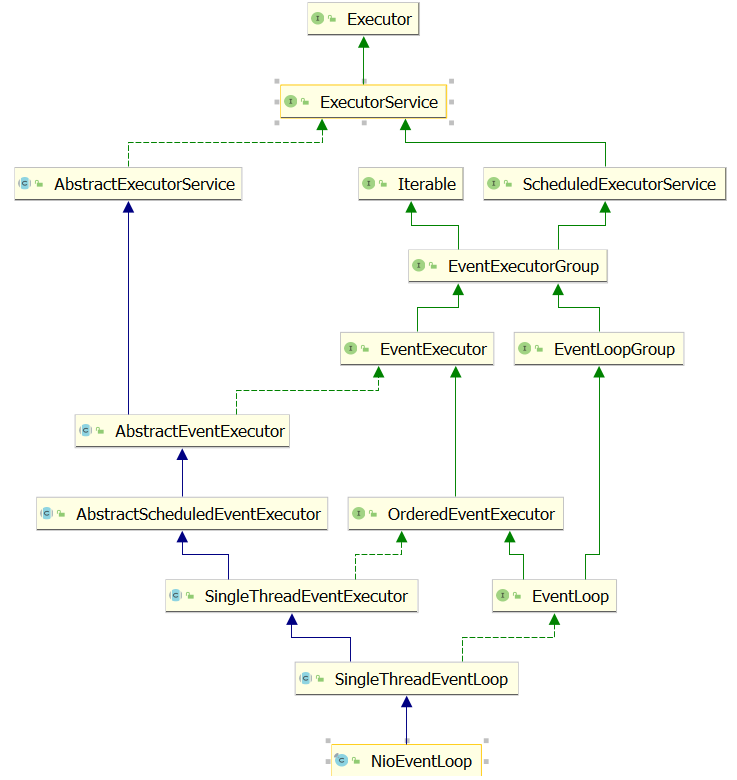 Executor
ExecutorService
AbstractExecutorService
Iterable
ScheduledExecutorService
EventExecutorGroup
EventExecutor
EventLoopGroup
AbstractEventExecutor
AbstractScheduledEventExecutor
OrderedEventExecutor
SingleThreadEventExecutor
EventLoop
SingleThreadEventLoop
NioEventLoop